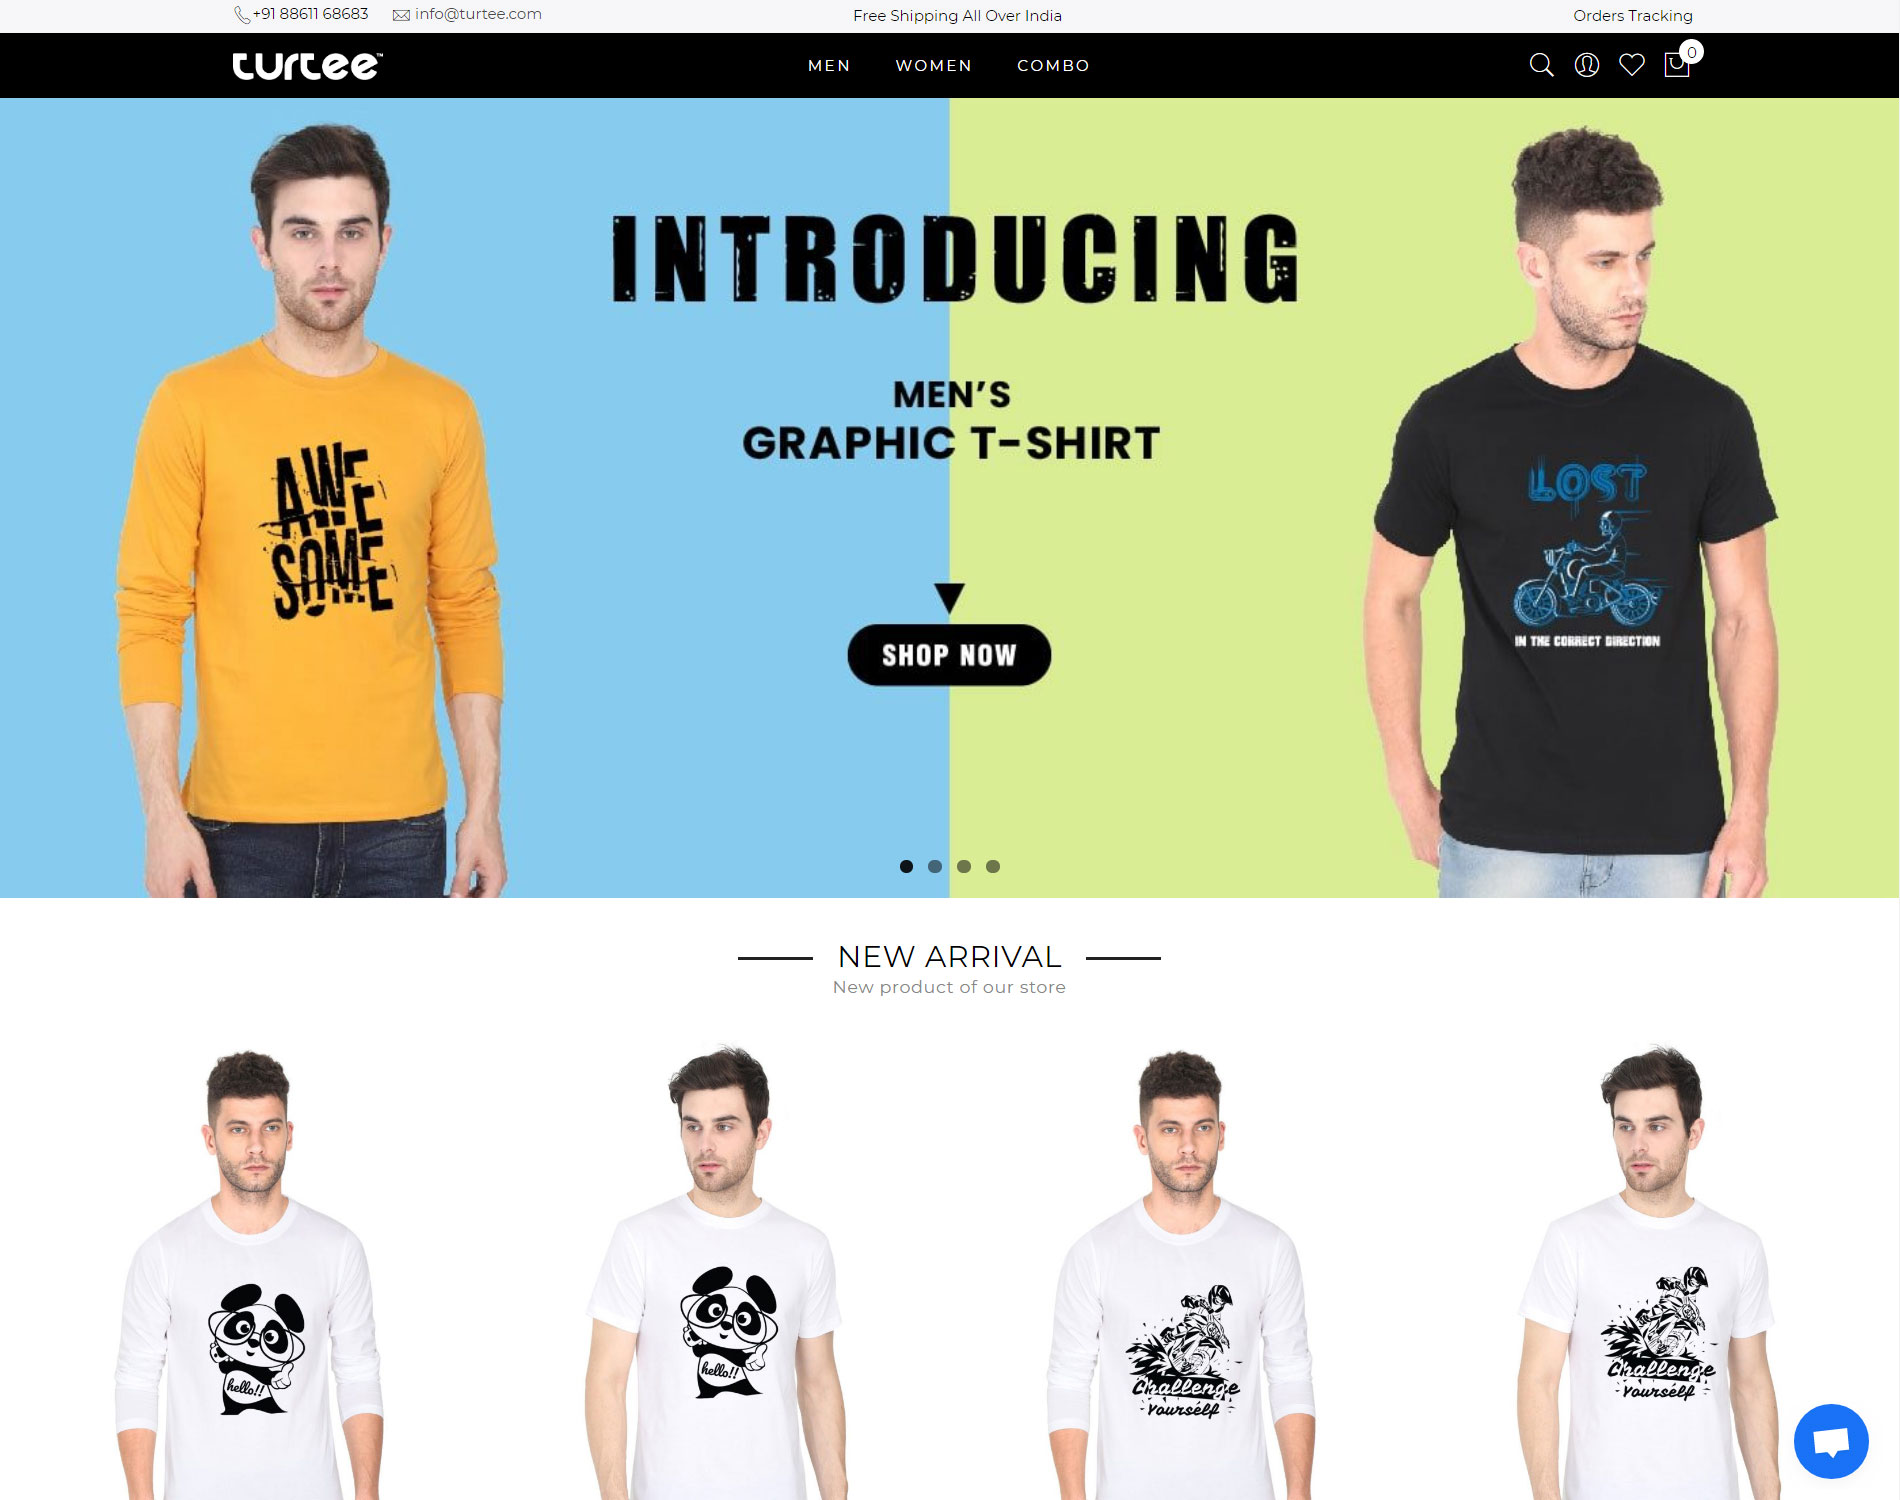 +91 88611 68683
info@turtee.com
Free Shipping All Over India
Orders Tracking
turtee™
MEN
WOMEN
COMBO
0
INTRODUCING
MEN'S
GRAPHIC T-SHIRT
SHOP NOW
AWE
SOME
LOST
IN THE CORRECT DIRECTION
NEW ARRIVAL
New product of our store
hello!!
hello!!
Challenge
Yourself
Challenge
Yourself